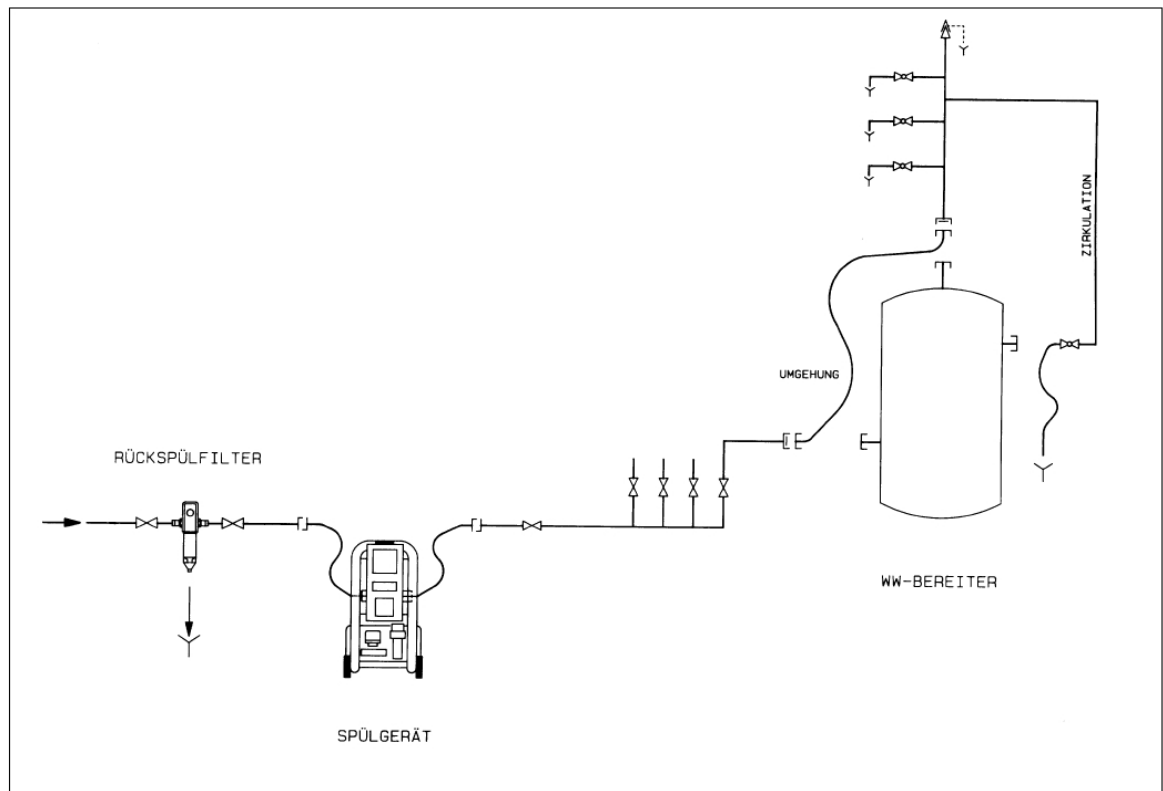 ZIRKULATION
UMGEHUNG
RÜCKSPÜLFILTER
WW-BEREITER
SPÜLGERÄT